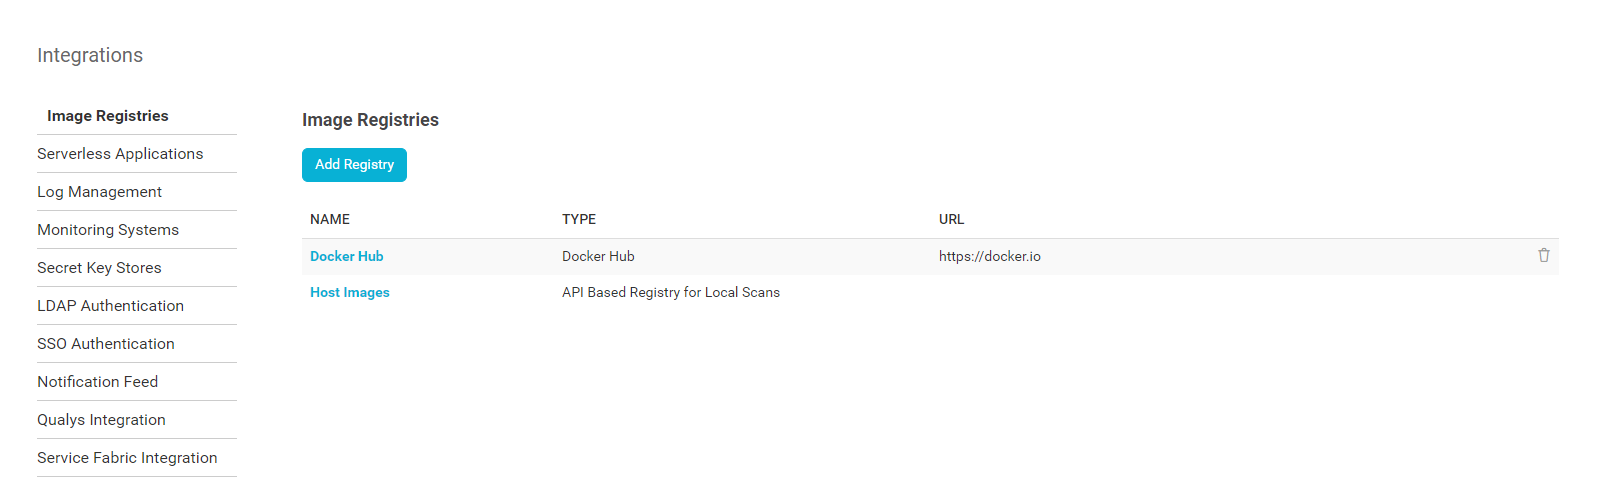 Integrations
Image Registries
Serverless Applications
Log Management
Monitoring Systems
Secret Key Stores
LDAP Authentication
SSO Authentication
Notification Feed
Qualys Integration
Service Fabric Integration
Image Registries
Add Registry
NAME TYPE URL
Docker Hub Docker Hub https://docker.io
Host Images API Based Registry for Local Scans